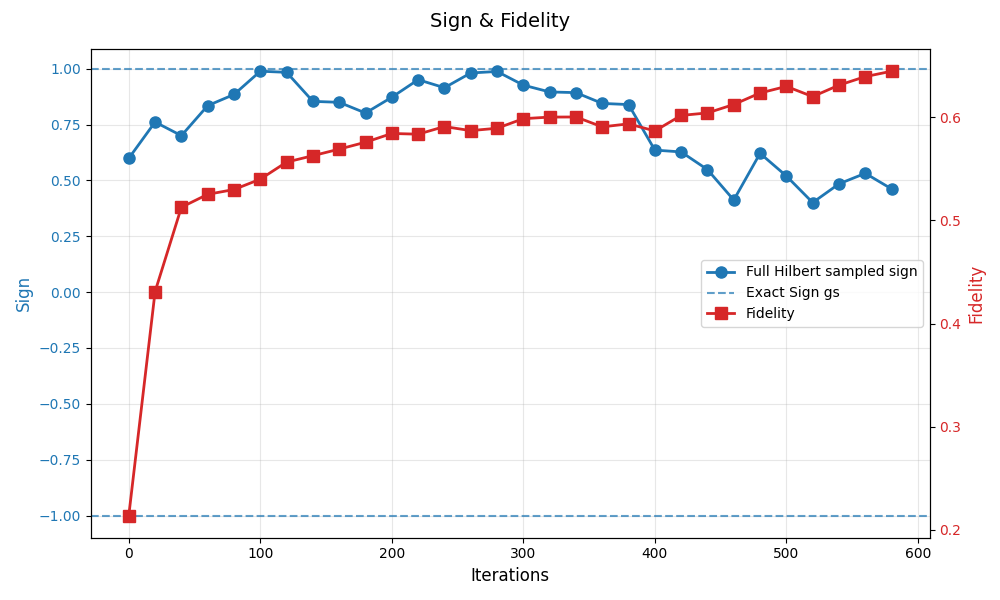 Sign & Fidelity
1.00
0.75
0.50
0.25
0.00
−0.25
−0.50
−0.75
−1.00
Sign
0.6
0.5
0.4
0.3
0.2
Fidelity
Full Hilbert sampled sign
Exact Sign gs
Fidelity
0 100 200 300 400 500 600
Iterations